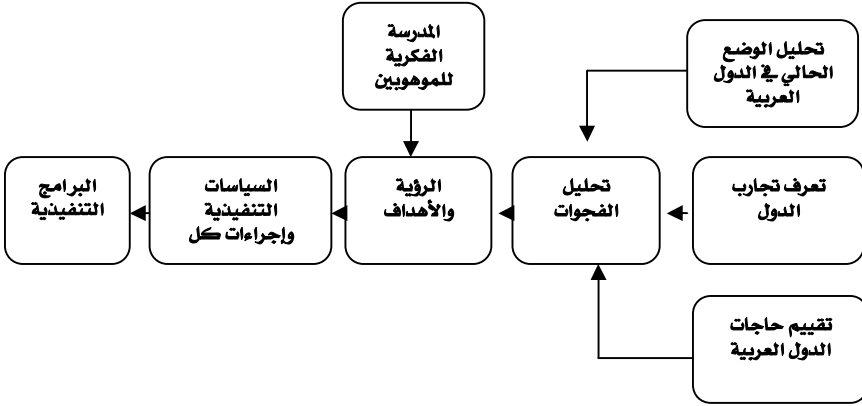 المدرسة
الفكرية
للموهوبين
تحليل الوضع
الحالي في الدول
العربية
تعرف تجارب
الدول
تحليل
الفجوات
الرؤية
والأهداف
السياسات
التنفيذية
وإجراءات كل
البرامج
التنفيذية
تقييم حاجات
الدول العربية